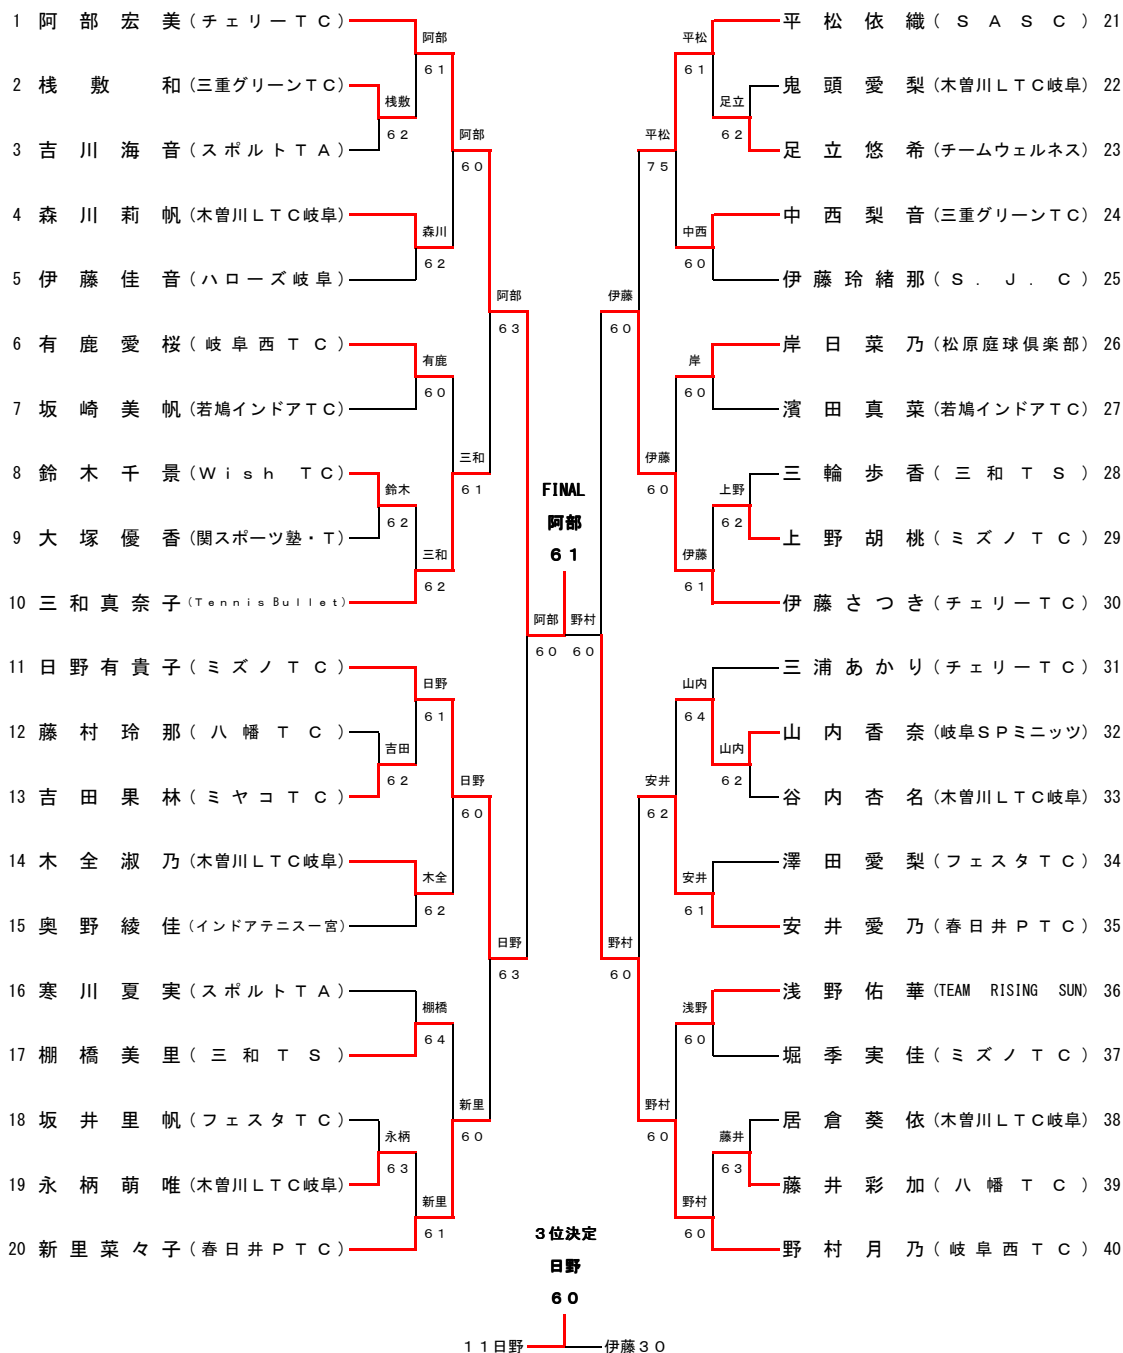 1 阿部宏美 (チェリーTC)
阿部
61
2 桟敷和 (三重グリーンTC)
桟敷
62
3 吉川海音 (スポルトTA)
阿部
60
4 森川莉帆 (木曽川LTC岐阜)
森川
62
5 伊藤佳音 (ハローズ岐阜)
阿部
63
6 有鹿愛桜 (岐阜西TC)
有鹿
60
7 坂崎美帆 (若鳩インドアTC)
三和
61
8 鈴木千景 (Wish TC)
鈴木
62
9 大塚優香 (関スポーツ塾・T)
三和
62
10 三和真奈子 (TennisBullet)
阿部
60
11 日野有貴子 (ミズノTC)
日野
61
12 藤村玲那 (八幡TC)
吉田
62
13 吉田果林 (ミヤコTC)
日野
60
14 木全淑乃 (木曽川LTC岐阜)
木全
62
15 奥野綾佳 (インドアテニス一宮)
日野
63
16 寒川夏実 (スポルトTA)
棚橋
64
17 棚橋美里 (三和TS)
新里
60
18 坂井里帆 (フェスタTC)
永柄
63
19 永柄萌唯 (木曽川LTC岐阜)
新里
61
20 新里菜々子 (春日井PTC)
FINAL
阿部
61
平松依織 (SASC) 21
平松
61
鬼頭愛梨 (木曽川LTC岐阜) 22
足立
62
足立悠希 (チームウェルネス) 23
平松
75
中西梨音 (三重グリーンTC) 24
中西
60
伊藤玲緒那 (S.J.C) 25
伊藤
60
岸日菜乃 (松原庭球倶楽部) 26
岸
60
濱田真菜 (若鳩インドアTC) 27
伊藤
60
三輪歩香 (三和TS) 28
上野
62
上野胡桃 (ミズノTC) 29
伊藤
61
伊藤さつき (チェリーTC) 30
野村
60
三浦あかり (チェリーTC) 31
山内
64
山内香奈 (岐阜SPミニッツ) 32
山内
62
谷内杏名 (木曽川LTC岐阜) 33
安井
62
澤田愛梨 (フェスタTC) 34
安井
61
安井愛乃 (春日井PTC) 35
野村
60
浅野佑華 (TEAM RISING SUN) 36
浅野
60
堀季実佳 (ミズノTC) 37
野村
60
居倉葵依 (木曽川LTC岐阜) 38
藤井
63
藤井彩加 (八幡TC) 39
野村
60
野村月乃 (岐阜西TC) 40
3位決定
日野
60
11日野 伊藤30